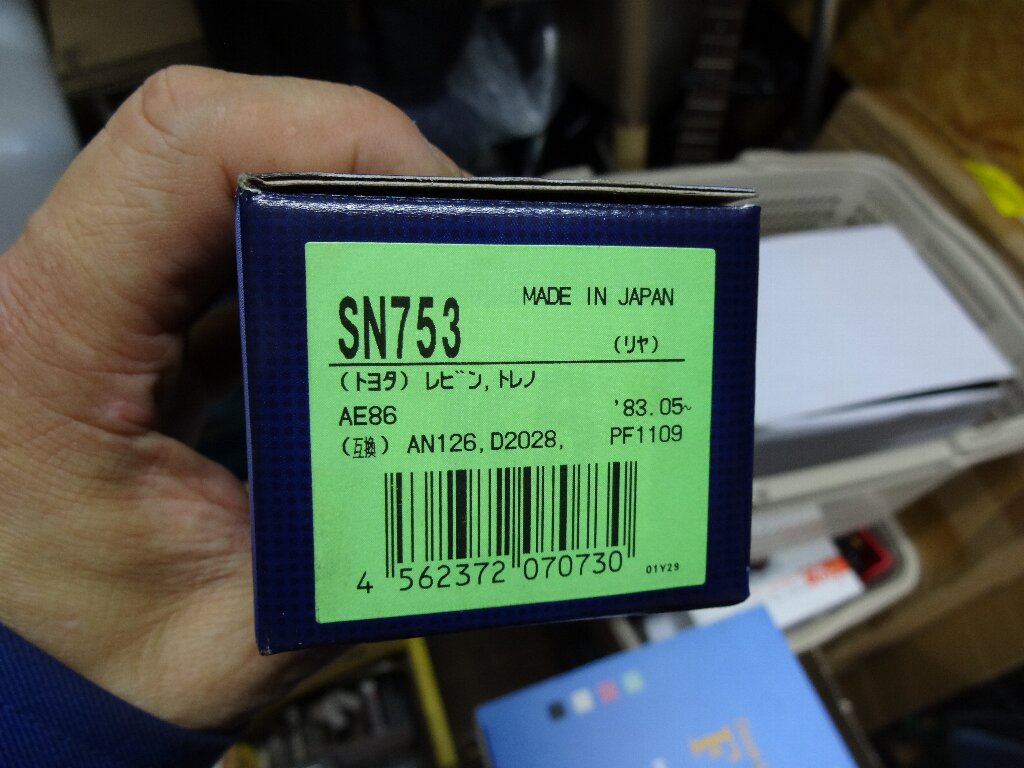 SN753
MADE IN JAPAN
(リヤ)
(トヨタ) レビン,トレノ
AE86 '83.05~
(互換) AN126,D2028, PF1109
4 562372 070730
01Y29